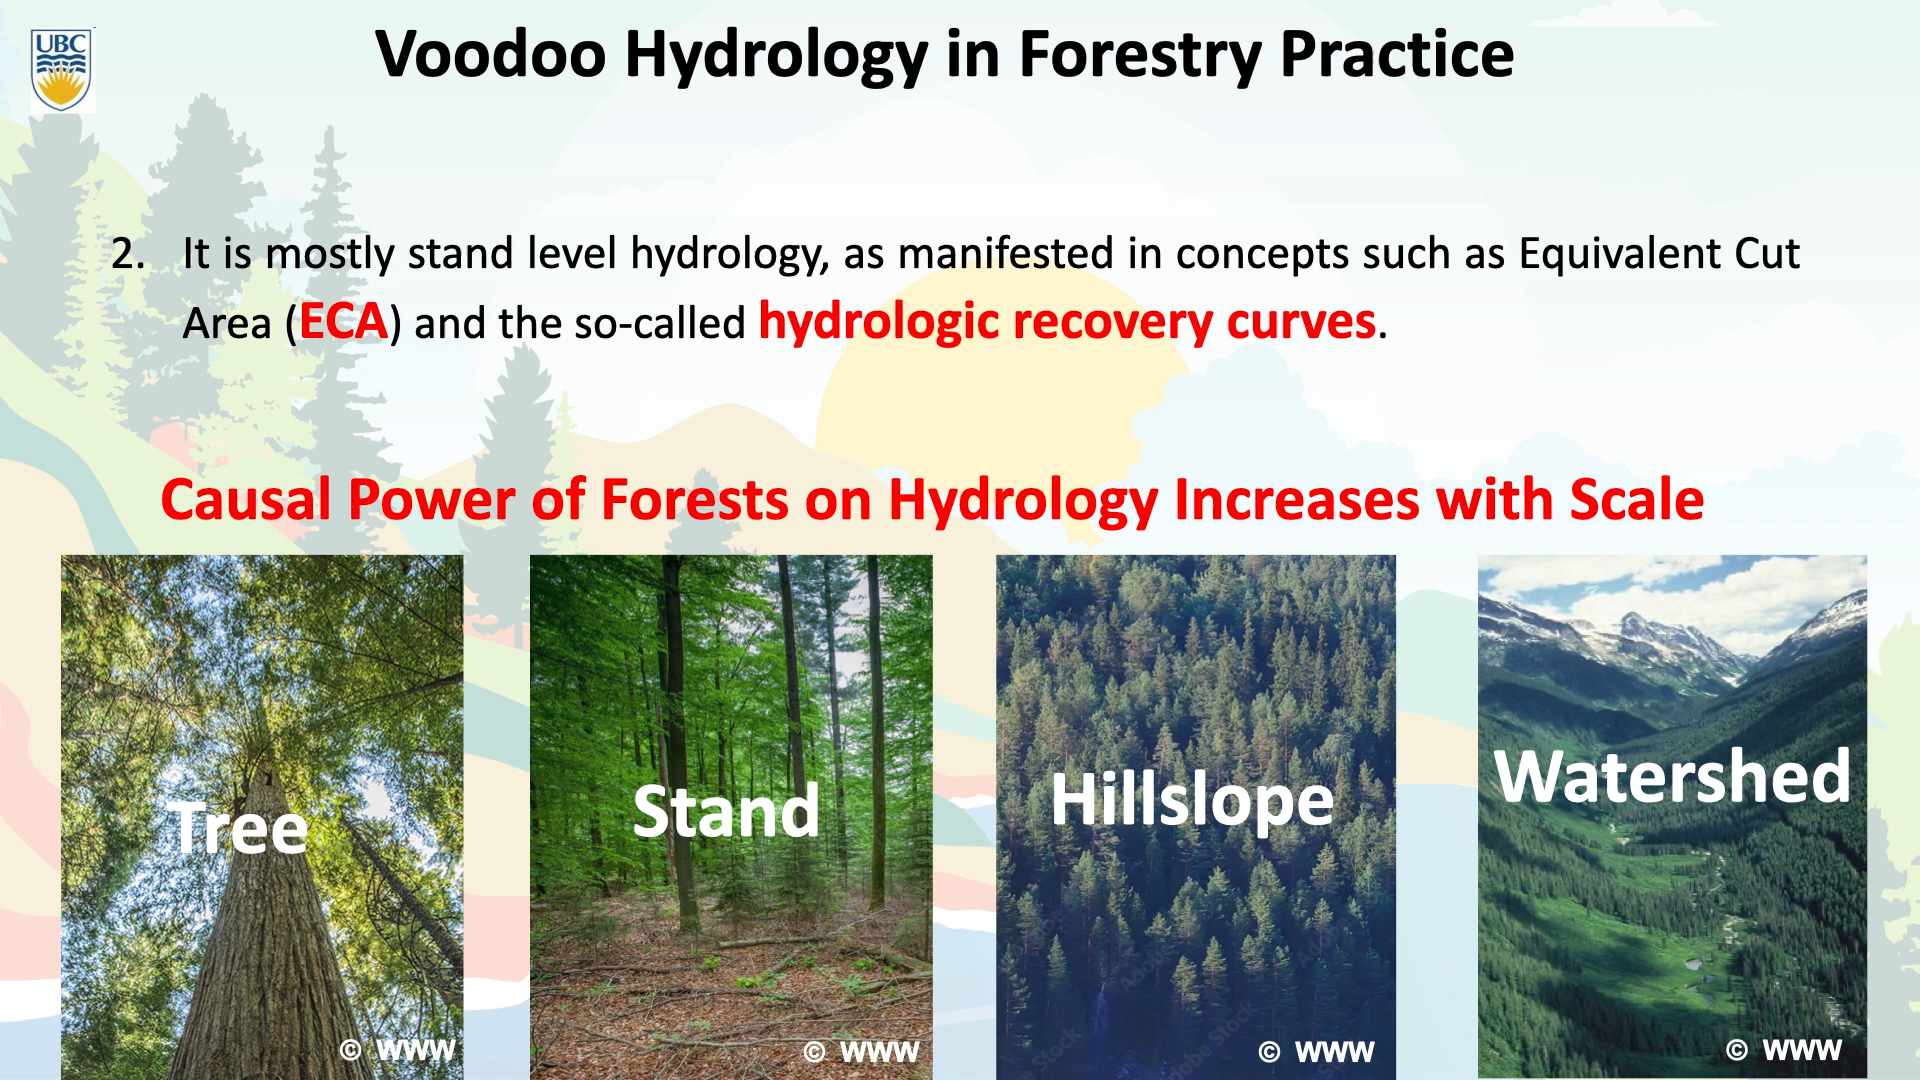 UBC
Voodoo Hydrology in Forestry Practice
2. It is mostly stand level hydrology, as manifested in concepts such as Equivalent Cut
Area (ECA) and the so-called hydrologic recovery curves.
Causal Power of Forests on Hydrology Increases with Scale
Tree
Stand
Hillslope
Watershed
© WWW
© WWW
© WWW
© WWW